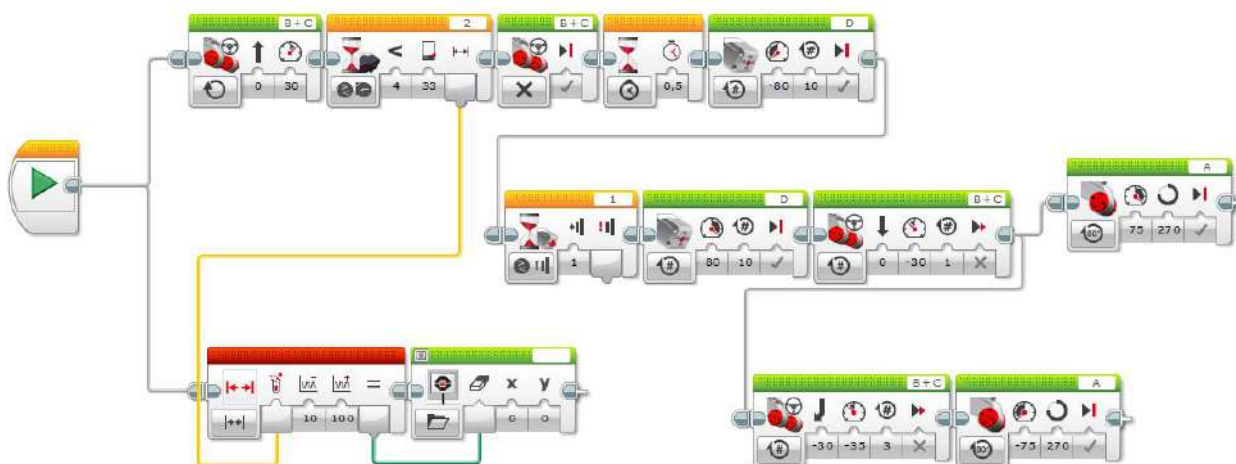 B + C 2 B + C D
0 30 < 4 33 0,5 -80 10
1 D B + C A
1 80 10 0 -30 1 75 270
x y B + C A
10 100 = 0 0 -30 -35 3 -75 270